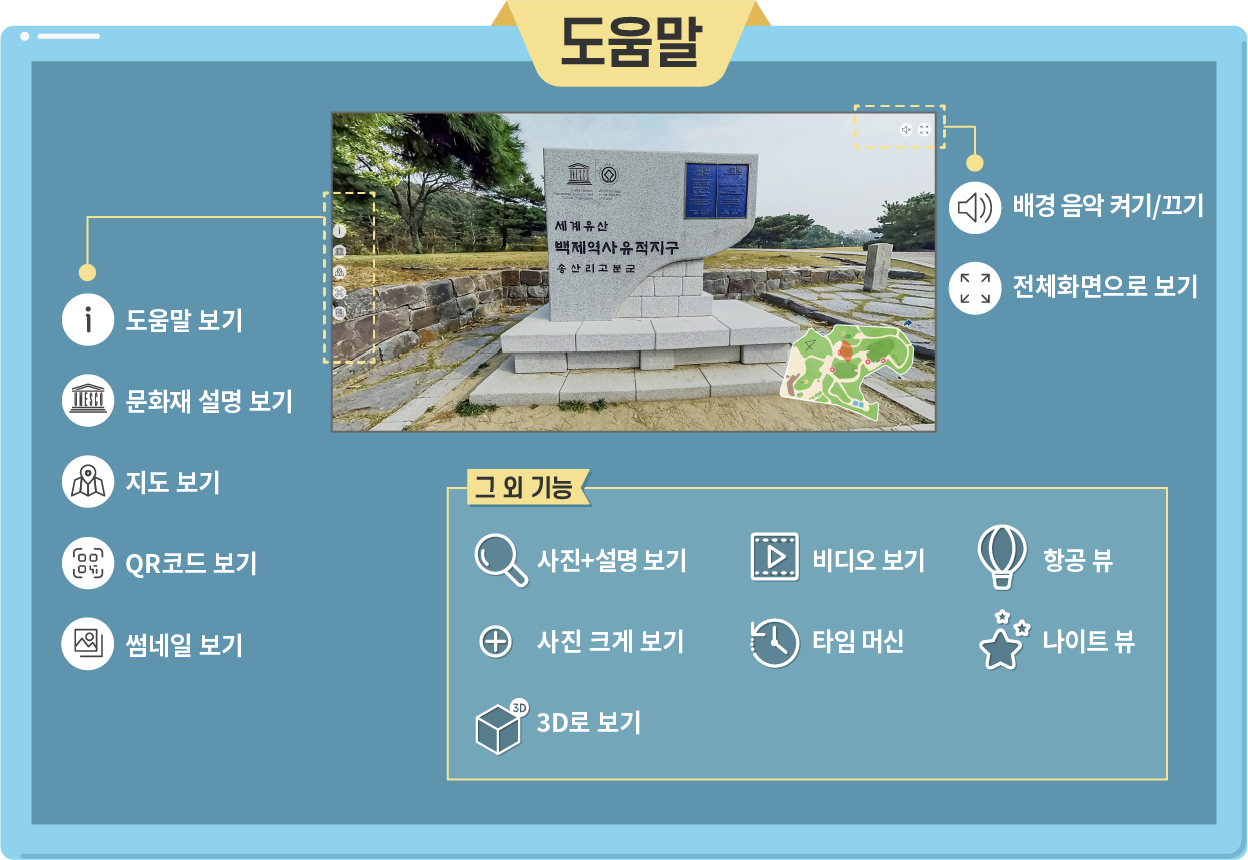 도움말
세계유산
백제역사유적지구
송산리고분군
배경 음악 켜기/끄기
전체화면으로 보기
i 도움말 보기
문화재 설명 보기
지도 보기
QR코드 보기
썸네일 보기
그 외 기능
사진+설명 보기
비디오 보기
항공 뷰
사진 크게 보기
타임 머신
나이트 뷰
3D
3D로 보기